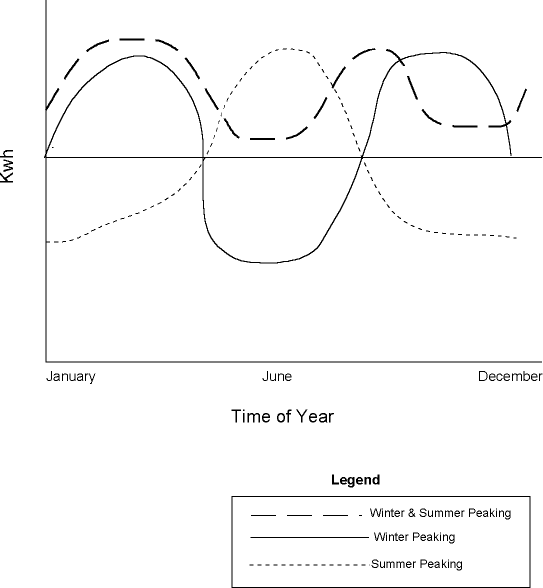 Kwh
January June December
Time of Year
Legend
Winter & Summer Peaking
Winter Peaking
Summer Peaking